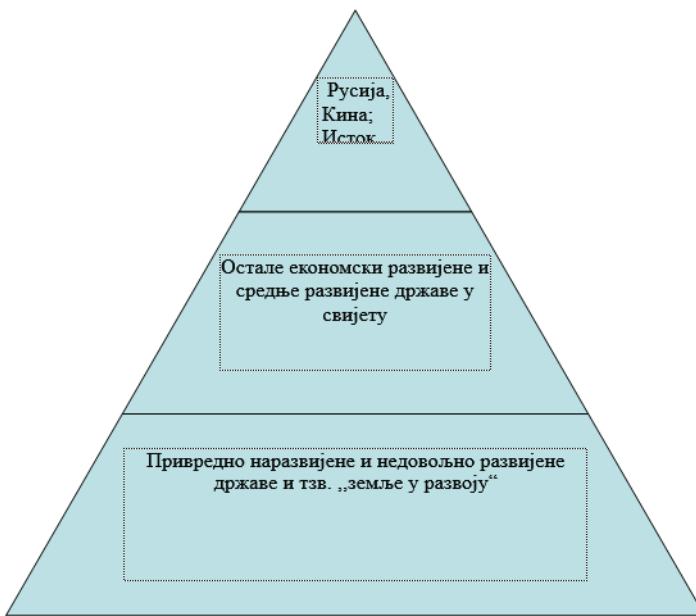 Русија,
Кина;
Исток
Остале економски развијене и
средње развијене државе у
свијету
Привредно наразвијене и недовољно развијене
државе и тзв. ,,земље у развоју“